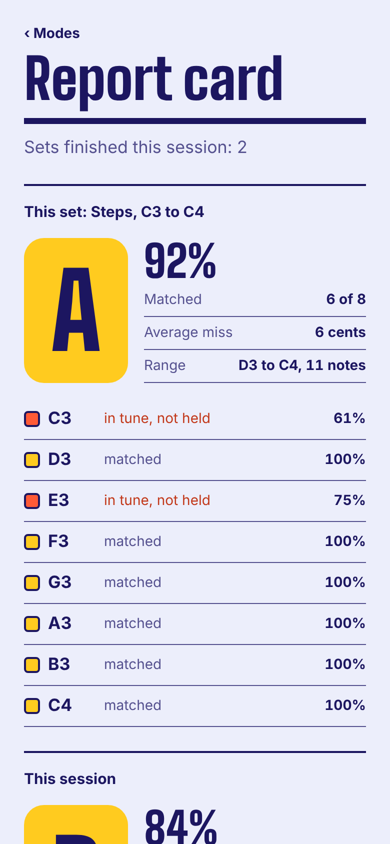 ‹ Modes
Report card
Sets finished this session: 2
This set: Steps, C3 to C4
A
92%
Matched 6 of 8
Average miss 6 cents
Range D3 to C4, 11 notes
C3 in tune, not held 61%
D3 matched 100%
E3 in tune, not held 75%
F3 matched 100%
G3 matched 100%
A3 matched 100%
B3 matched 100%
C4 matched 100%
This session
84%